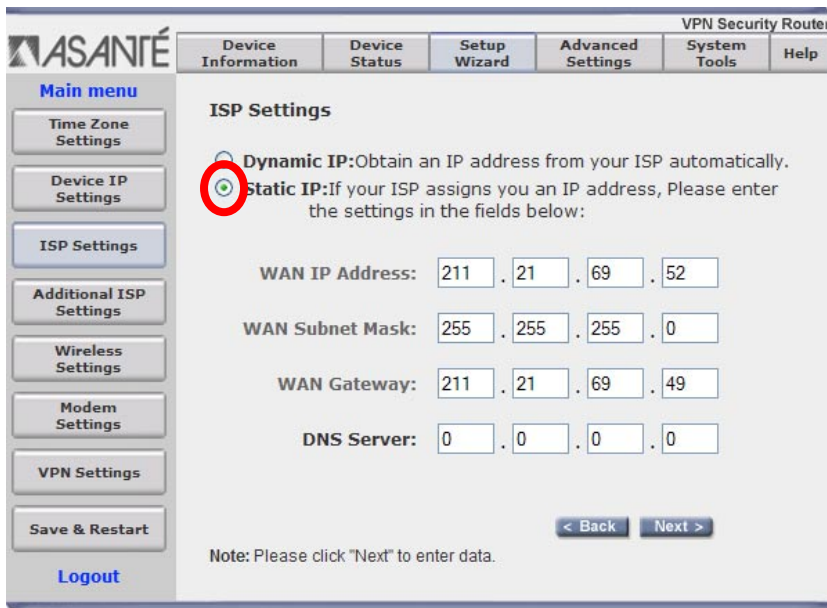 VPN Security Router
ASANTÉ
Device Information
Device Status
Setup Wizard
Advanced Settings
System Tools
Help
Main menu
Time Zone Settings
Device IP Settings
ISP Settings
Additional ISP Settings
Wireless Settings
Modem Settings
VPN Settings
Save & Restart
Logout
ISP Settings
Dynamic IP:Obtain an IP address from your ISP automatically.
Static IP:If your ISP assigns you an IP address, Please enter
the settings in the fields below:
WAN IP Address: 211 . 21 . 69 . 52
WAN Subnet Mask: 255 . 255 . 255 . 0
WAN Gateway: 211 . 21 . 69 . 49
DNS Server: 0 . 0 . 0 . 0
< Back Next >
Note: Please click "Next" to enter data.